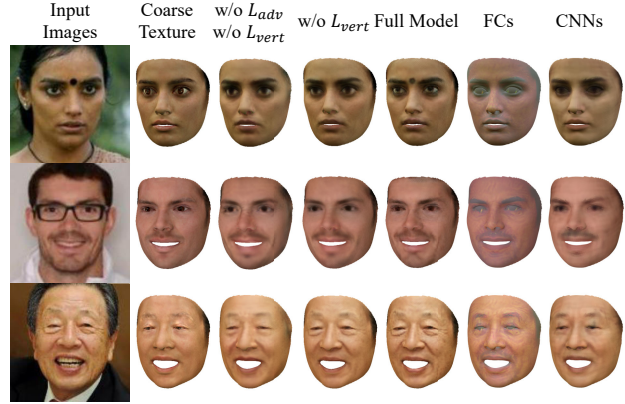 Input Images
Coarse Texture
w/o L_adv
w/o L_vert
w/o L_vert
Full Model
FCs
CNNs